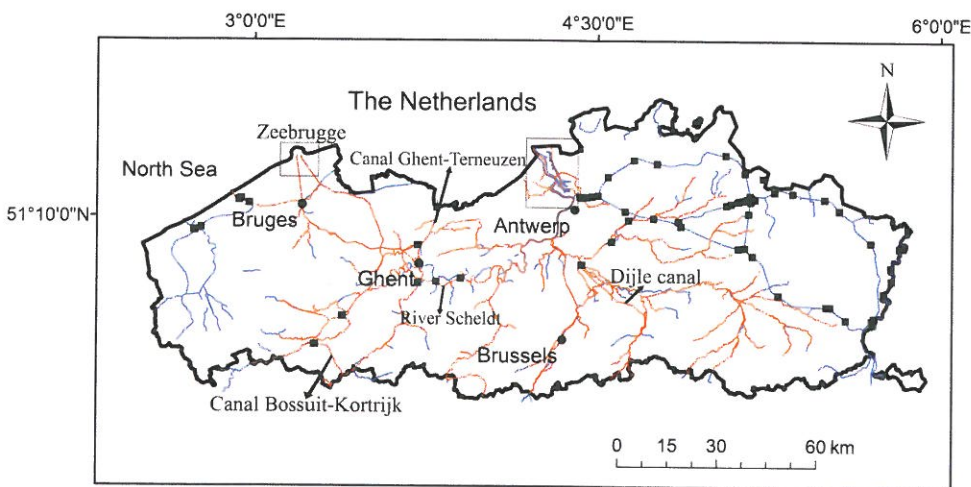 3°0'0"E
4°30'0"E
6°0'0"E
N
The Netherlands
Zeebrugge
Canal Ghent-Terneuzen
North Sea
51°10'0"N
Bruges
Antwerp
Ghent
Dijle canal
River Scheldt
Brussels
Canal Bossuit-Kortrijk
0 15 30 60 km